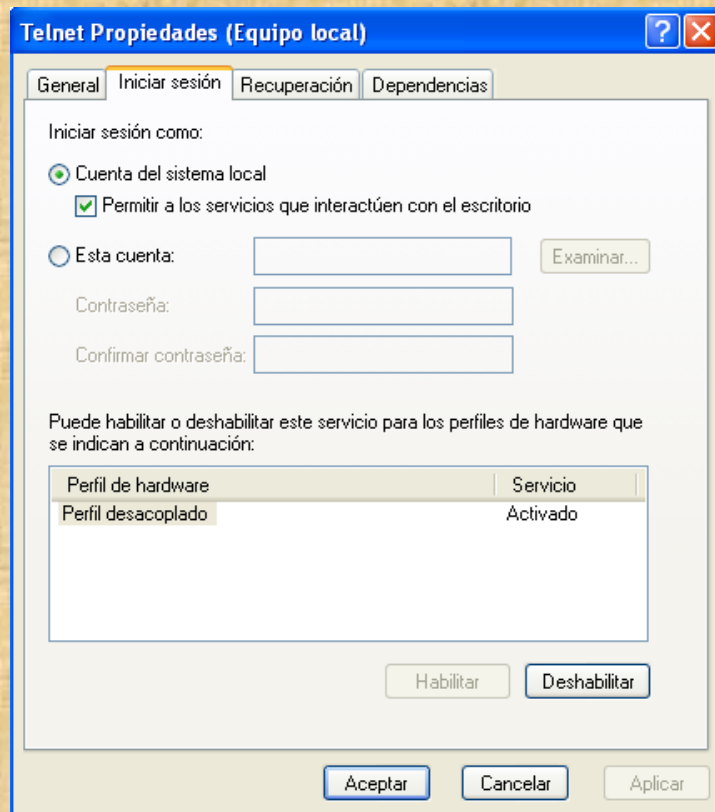 Telnet Propiedades (Equipo local)
General Iniciar sesión Recuperación Dependencias
Iniciar sesión como:
Cuenta del sistema local
Permitir a los servicios que interactúen con el escritorio
Esta cuenta: Examinar...
Contraseña:
Confirmar contraseña:
Puede habilitar o deshabilitar este servicio para los perfiles de hardware que
se indican a continuación:
Perfil de hardware Servicio
Perfil desacoplado Activado
Habilitar Deshabilitar
Aceptar Cancelar Aplicar